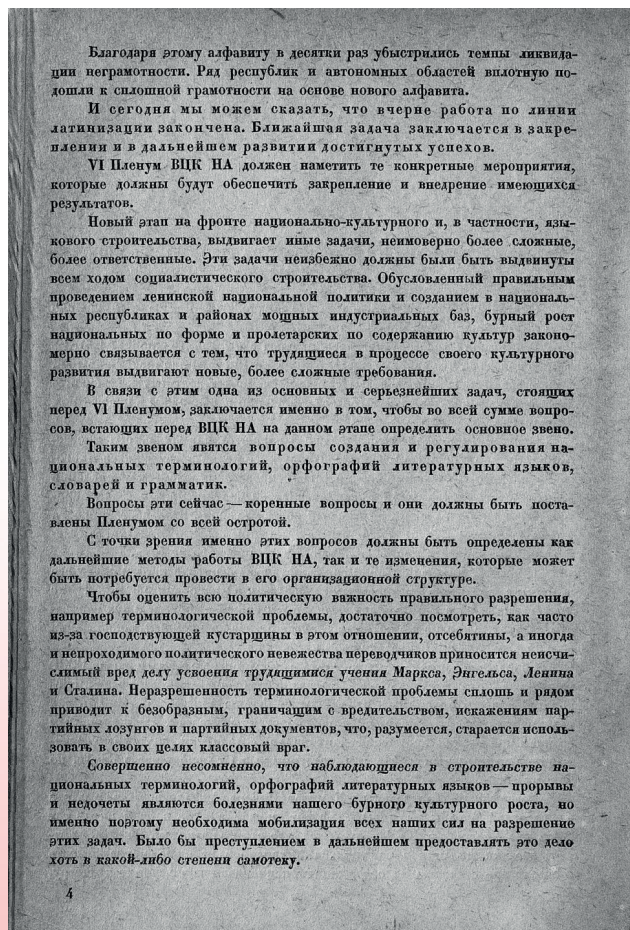 Благодаря этому алфавиту в десятки раз убыстрились темпы ликвида-
ции неграмотности. Ряд республик и автономных областей вплотную по-
дошли к сплошной грамотности на основе нового алфавита.
И сегодня мы можем сказать, что вчерне работа по линии
латинизации закончена. Ближайшая задача заключается в закре-
плении и в дальнейшем развитии достигнутых успехов.
VI Пленум ВЦК НА должен наметить те конкретные мероприятия,
которые должны будут обеспечить закрепление и внедрение имеющихся
результатов.
Новый этап на фронте национально-культурного и, в частности, язы-
кового строительства, выдвигает иные задачи, неимоверно более сложные,
более ответственные. Эти задачи неизбежно должны были быть выдвинуты
всем ходом социалистического строительства. Обусловленный правильным
проведением ленинской национальной политики и созданием в националь-
ных республиках и районах мощных индустриальных баз, бурный рост
национальных по форме и пролетарских по содержанию культур законо-
мерно связывается с тем, что трудящиеся в процессе своего культурного
развития выдвигают новые, более сложные требования.
В связи с этим одна из основных и серьезнейших задач, стоящих
перед VI Пленумом, заключается именно в том, чтобы во всей сумме вопро-
сов, встающих перед ВЦК НА на данном этапе определить основное звено.
Таким звеном явятся вопросы создания и регулирования на-
циональных терминологий, орфографий литературных языков,
словарей и грамматик.
Вопросы эти сейчас — коренные вопросы и они должны быть поста-
влены Пленумом со всей остротой.
С точки зрения именно этих вопросов должны быть определены как
дальнейшие методы работы ВЦК НА, так и те изменения, которые может
быть потребуется провести в его организационной структуре.
Чтобы оценить всю политическую важность правильного разрешения,
например терминологической проблемы, достаточно посмотреть, как часто
из-за господствующей кустарщины в этом отношении, отсебятины, а иногда
и непроходимого политического невежества переводчиков приносится неисчи-
слимый вред делу усвоения трудящимися учения Маркса, Энгельса, Ленина
и Сталина. Неразрешенность терминологической проблемы сплошь и рядом
приводит к безобразным, граничащим с вредительством, искажениям пар-
тийных лозунгов и партийных документов, что, разумеется, старается исполь-
зовать в своих целях классовый враг.
Совершенно несомненно, что наблюдающиеся в строительстве на-
циональных терминологий, орфографий литературных языков — прорывы
и недочеты являются болезнями нашего бурного культурного роста, но
именно поэтому необходима мобилизация всех наших сил на разрешение
этих задач. Было бы преступлением в дальнейшем предоставлять это дело
хоть в какой-либо степени самотеку.
4